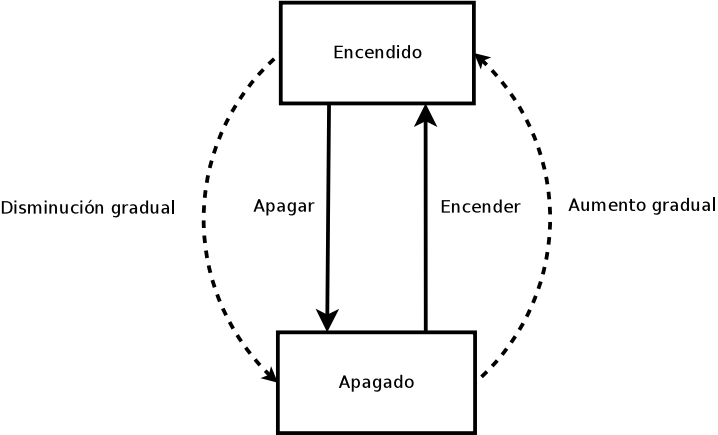 Encendido
Disminución gradual
Apagar
Encender
Aumento gradual
Apagado